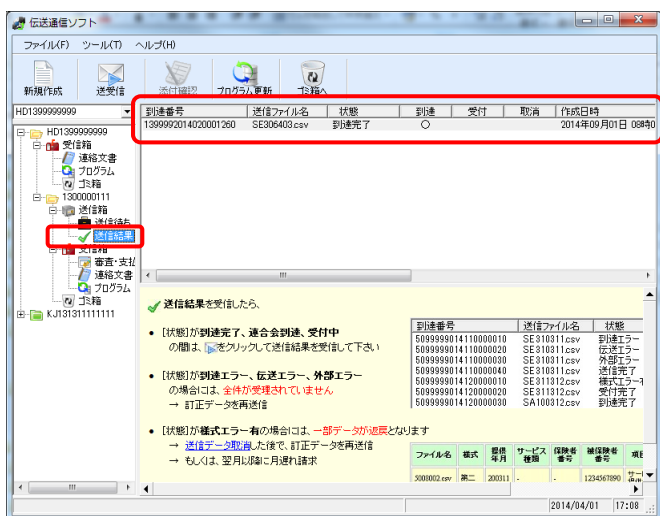 伝送通信ソフト
ファイル(F) ツール(T) ヘルプ(H)
新規作成 送受信 添付確認 プログラム更新 ゴミ箱へ
HD1399999999
HD1399999999
受信箱
連絡文書
プログラム
ゴミ箱
1300000111
送信箱
送信待ち
送信結果
受信箱
審査・支払
連絡文書
プログラム
ゴミ箱
KJ131311111111
到達番号 送信ファイル名 状態 到達 受付 取消 作成日時
1399992014020001260 SE306403.csv 到達完了 ○ 2014年09月01日 08時0
送信結果を受信したら、
• [状態]が到達完了、連合会到達、受付中
の間は、をクリックして送信結果を受信して下さい
• [状態]が到達エラー、伝送エラー、外部エラー
の場合には、全件が受理されていません
→ 訂正データを再送信
• [状態]が様式エラー有の場合には、一部データが返戻となります
→ 送信データ取消した後で、訂正データを再送信
→ もしくは、翌月以降に月遅れ請求
到達番号 送信ファイル名 状態
5099999014110000010 SE310311.csv 到達エラー
5099999014110000020 SE310311.csv 伝送エラー
5099999014110000030 SE310311.csv 外部エラー
5099999014110000040 SE310311.csv 送信完了
5099999014120000010 SE311312.csv 様式エラー有
5099999014120000020 SE311312.csv 受付完了
5099999014120000030 SA100312.csv 到達完了
ファイル名 様式 提供年月 サービス種類 保険者番号 被保険者番号 項目
5008002.csv 第二 200311 - - 1234567890
2014/04/01 17:08